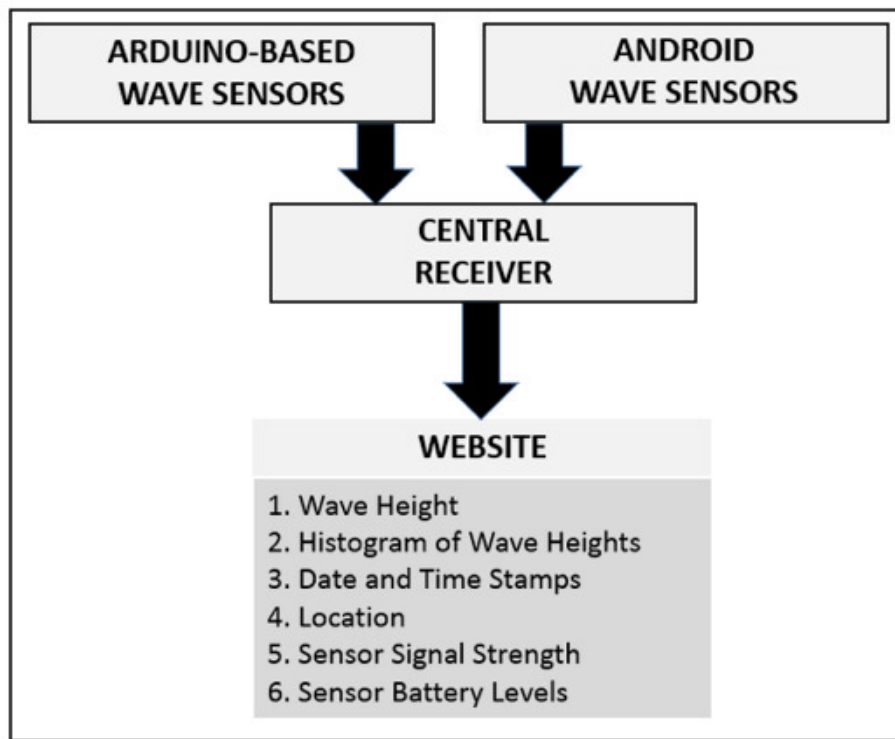 ARDUINO-BASED
WAVE SENSORS
ANDROID
WAVE SENSORS
CENTRAL
RECEIVER
WEBSITE
1. Wave Height
2. Histogram of Wave Heights
3. Date and Time Stamps
4. Location
5. Sensor Signal Strength
6. Sensor Battery Levels